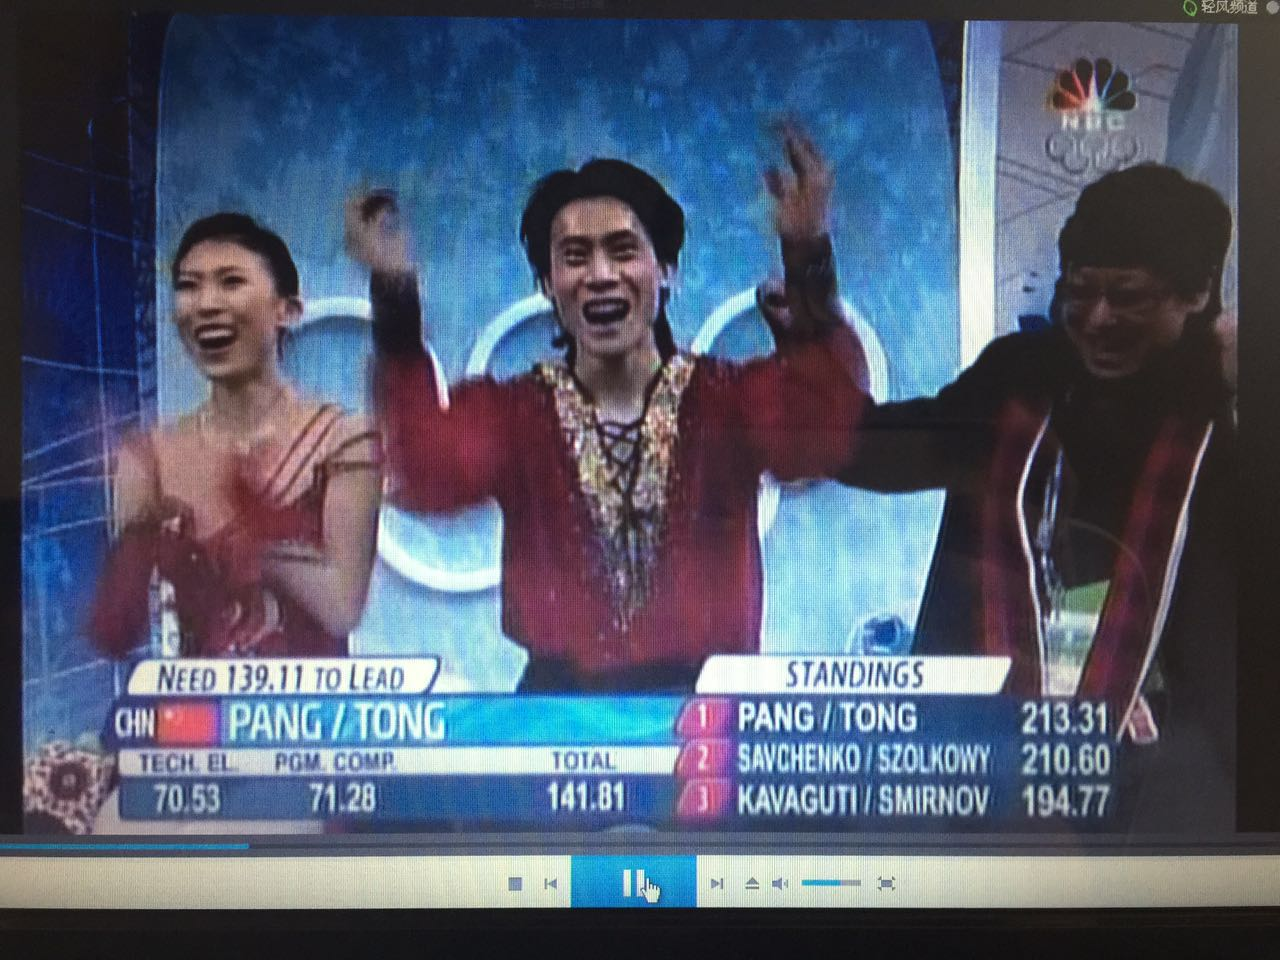 轻风频道
NBC
NEED 139.11 TO LEAD
CHN PANG / TONG
TECH. EL. PGM. COMP. TOTAL
70.53 71.28 141.81
STANDINGS
1 PANG / TONG 213.31
2 SAVCHENKO / SZOLKOWY 210.60
3 KAVAGUTI / SMIRNOV 194.77